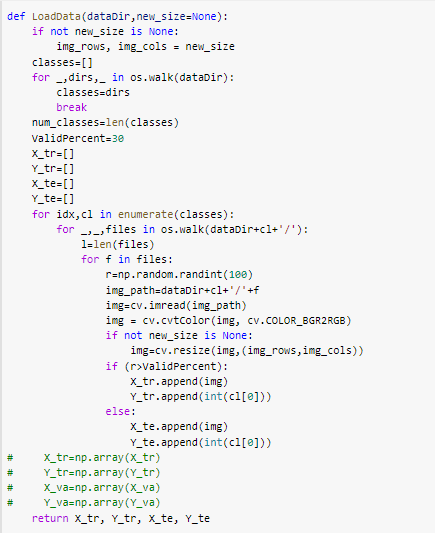 def LoadData(dataDir,new_size=None):
    if not new_size is None:
        img_rows, img_cols = new_size
    classes=[]
    for _,dirs,_ in os.walk(dataDir):
        classes=dirs
        break
    num_classes=len(classes)
    ValidPercent=30
    X_tr=[]
    Y_tr=[]
    X_te=[]
    Y_te=[]
    for idx,cl in enumerate(classes):
        for _,_,files in os.walk(dataDir+cl+'/'):
            l=len(files)
            for f in files:
                r=np.random.randint(100)
                img_path=dataDir+cl+'/'+f
                img=cv.imread(img_path)
                img = cv.cvtColor(img, cv.COLOR_BGR2RGB)
                if not new_size is None:
                    img=cv.resize(img,(img_rows,img_cols))
                if (r>ValidPercent):
                    X_tr.append(img)
                    Y_tr.append(int(cl[0]))
                else:
                    X_te.append(img)
                    Y_te.append(int(cl[0]))
#     X_tr=np.array(X_tr)
#     Y_tr=np.array(Y_tr)
#     X_va=np.array(X_va)
#     Y_va=np.array(Y_va)
    return X_tr, Y_tr, X_te, Y_te